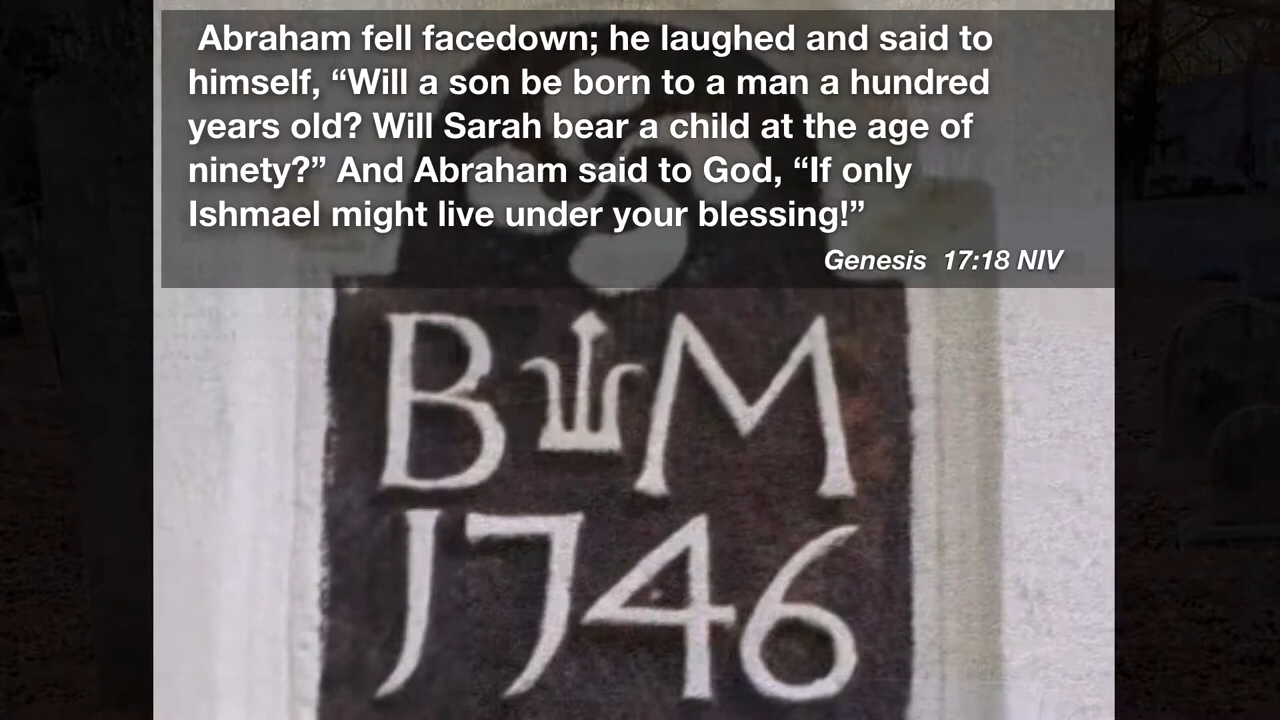 Abraham fell facedown; he laughed and said to
himself, “Will a son be born to a man a hundred
years old? Will Sarah bear a child at the age of
ninety?” And Abraham said to God, “If only
Ishmael might live under your blessing!”
Genesis 17:18 NIV
B M
1746